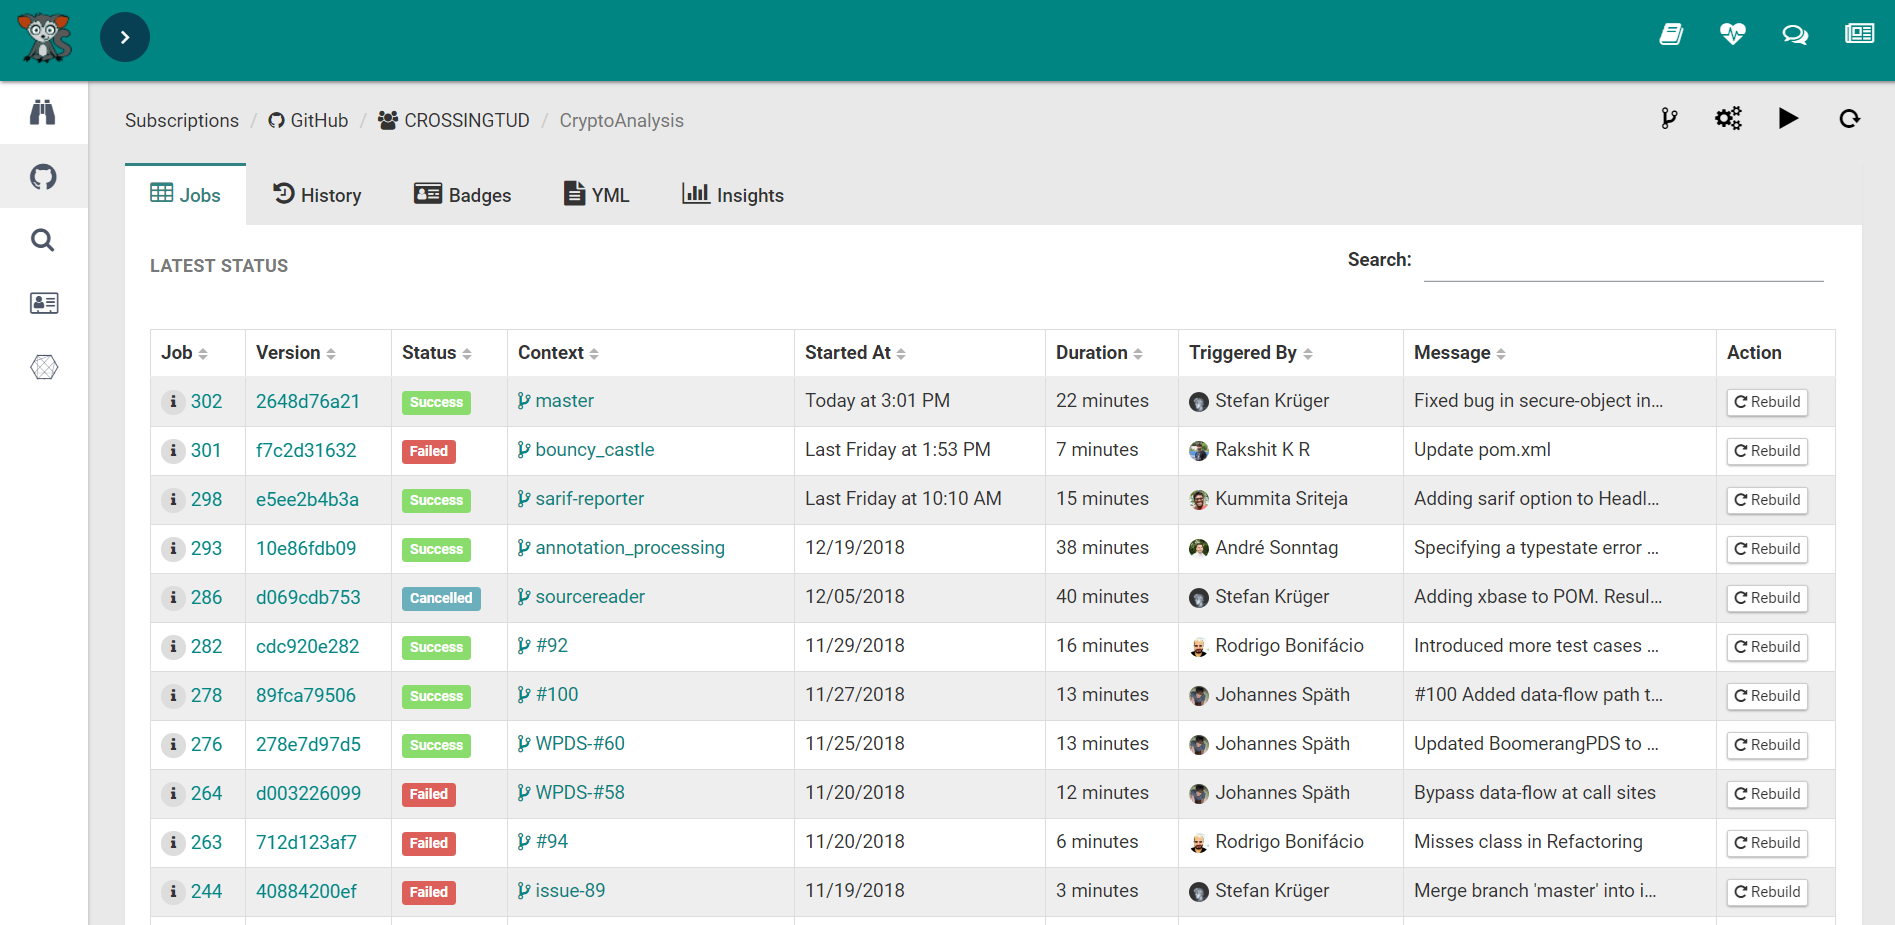 Subscriptions / GitHub / CROSSINGTUD / CryptoAnalysis
Jobs History Badges YML Insights
LATEST STATUS
Search:
Job Version Status Context Started At Duration Triggered By Message Action
302 2648d76a21 Success master Today at 3:01 PM 22 minutes Stefan Krüger Fixed bug in secure-object in... Rebuild
301 f7c2d31632 Failed bouncy_castle Last Friday at 1:53 PM 7 minutes Rakshit K R Update pom.xml Rebuild
298 e5ee2b4b3a Success sarif-reporter Last Friday at 10:10 AM 15 minutes Kummita Sriteja Adding sarif option to Headl... Rebuild
293 10e86fdb09 Success annotation_processing 12/19/2018 38 minutes André Sonntag Specifying a typestate error ... Rebuild
286 d069cdb753 Cancelled sourcereader 12/05/2018 40 minutes Stefan Krüger Adding xbase to POM. Resul... Rebuild
282 cdc920e282 Success #92 11/29/2018 16 minutes Rodrigo Bonifácio Introduced more test cases ... Rebuild
278 89fca79506 Success #100 11/27/2018 13 minutes Johannes Späth #100 Added data-flow path t... Rebuild
276 278e7d97d5 Success WPDS-#60 11/25/2018 13 minutes Johannes Späth Updated BoomerangPDS to ... Rebuild
264 d003226099 Failed WPDS-#58 11/20/2018 12 minutes Johannes Späth Bypass data-flow at call sites Rebuild
263 712d123af7 Failed #94 11/20/2018 6 minutes Rodrigo Bonifácio Misses class in Refactoring Rebuild
244 40884200ef Failed issue-89 11/19/2018 3 minutes Stefan Krüger Merge branch 'master' into i... Rebuild